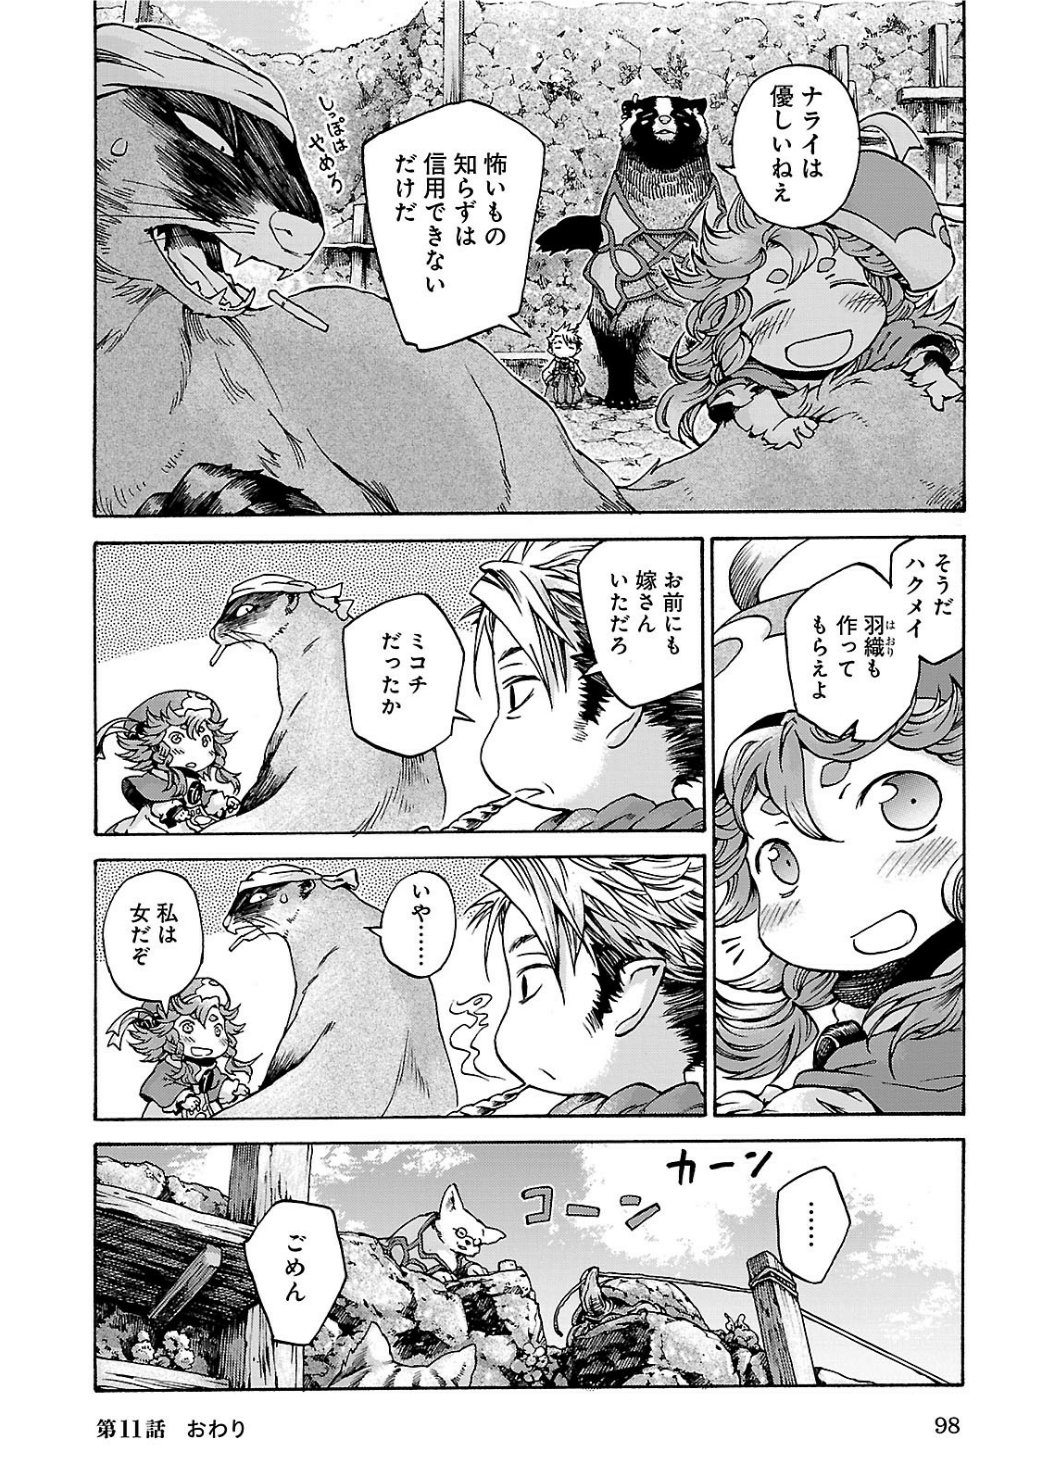 ナライは
優しいねえ
怖いもの
知らずは
信用できない
だけだ
しっぽは
やめろ
そうだ
ハクメイ
羽織も
はおり
作って
もらえよ
お前にも
嫁さん
いただろ
ミコチ
だったか
いや……
私は
女だぞ
……
カーン
コーン
ごめん
第11話 おわり
98